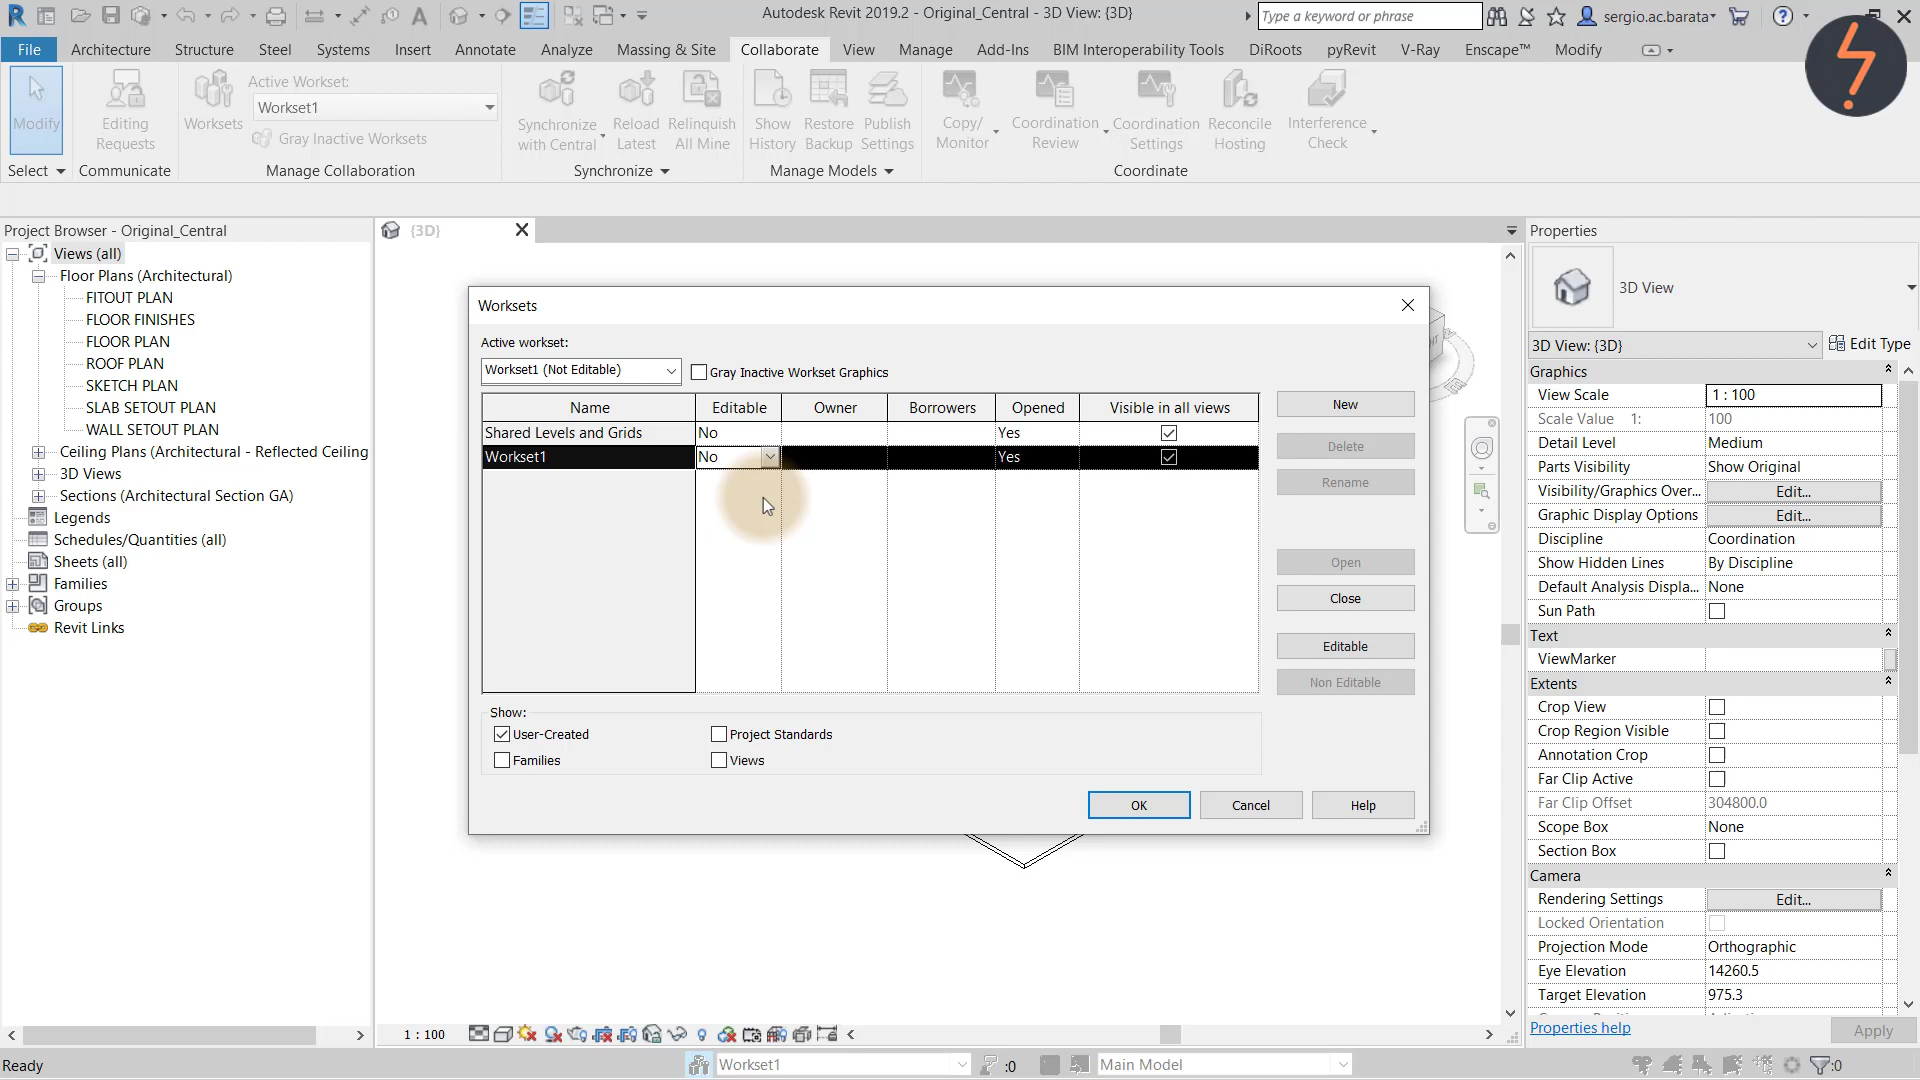 Autodesk Revit 2019.2 - Original_Central - 3D View: {3D}
Type a keyword or phrase
sergio.ac.barata
File Architecture Structure Steel Systems Insert Annotate Analyze Massing & Site Collaborate View Manage Add-Ins BIM Interoperability Tools DiRoots pyRevit V-Ray Enscape™ Modify
Modify
Editing
Requests
Worksets
Active Workset:
Workset1
Gray Inactive Worksets
Synchronize
with Central
Reload
Latest
Relinquish
All Mine
Show
History
Restore
Backup
Publish
Settings
Copy/
Monitor
Coordination
Review
Coordination
Settings
Reconcile
Hosting
Interference
Check
Select Communicate Manage Collaboration Synchronize Manage Models Coordinate
Project Browser - Original_Central
Views (all)
Floor Plans (Architectural)
FITOUT PLAN
FLOOR FINISHES
FLOOR PLAN
ROOF PLAN
SKETCH PLAN
SLAB SETOUT PLAN
WALL SETOUT PLAN
Ceiling Plans (Architectural - Reflected Ceiling
3D Views
Sections (Architectural Section GA)
Legends
Schedules/Quantities (all)
Sheets (all)
Families
Groups
Revit Links
{3D}
Worksets
Active workset:
Workset1 (Not Editable)
Gray Inactive Workset Graphics
Name Editable Owner Borrowers Opened Visible in all views
Shared Levels and Grids No Yes
Workset1 No Yes
New
Delete
Rename
Open
Close
Editable
Non Editable
Show:
User-Created Project Standards
Families Views
OK Cancel Help
Properties
3D View
3D View: {3D} Edit Type
Graphics
View Scale 1 : 100
Scale Value 1: 100
Detail Level Medium
Parts Visibility Show Original
Visibility/Graphics Over... Edit...
Graphic Display Options Edit...
Discipline Coordination
Show Hidden Lines By Discipline
Default Analysis Displa... None
Sun Path
Text
ViewMarker
Extents
Crop View
Crop Region Visible
Annotation Crop
Far Clip Active
Far Clip Offset 304800.0
Scope Box None
Section Box
Camera
Rendering Settings Edit...
Locked Orientation
Projection Mode Orthographic
Eye Elevation 14260.5
Target Elevation 975.3
Properties help Apply
1 : 100
Ready
Workset1
:0
Main Model
:0